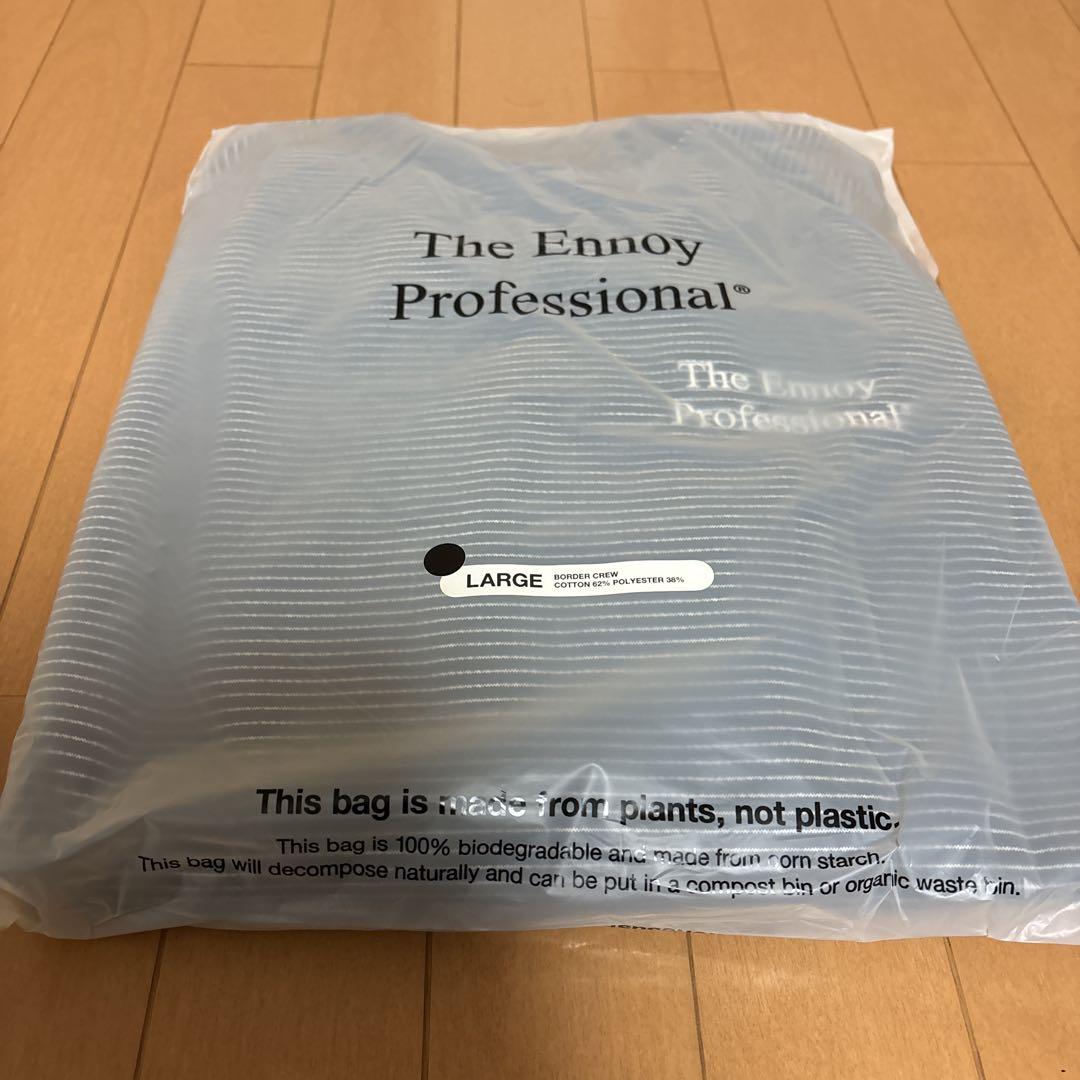 The Ennoy
Professional®
The Ennoy
Professional®
LARGE
BORDER CREW
COTTON 62% POLYESTER 38%
This bag is made from plants, not plastic.
This bag is 100% biodegradable and made from corn starch.
This bag will decompose naturally and can be put in a compost bin or organic waste bin.